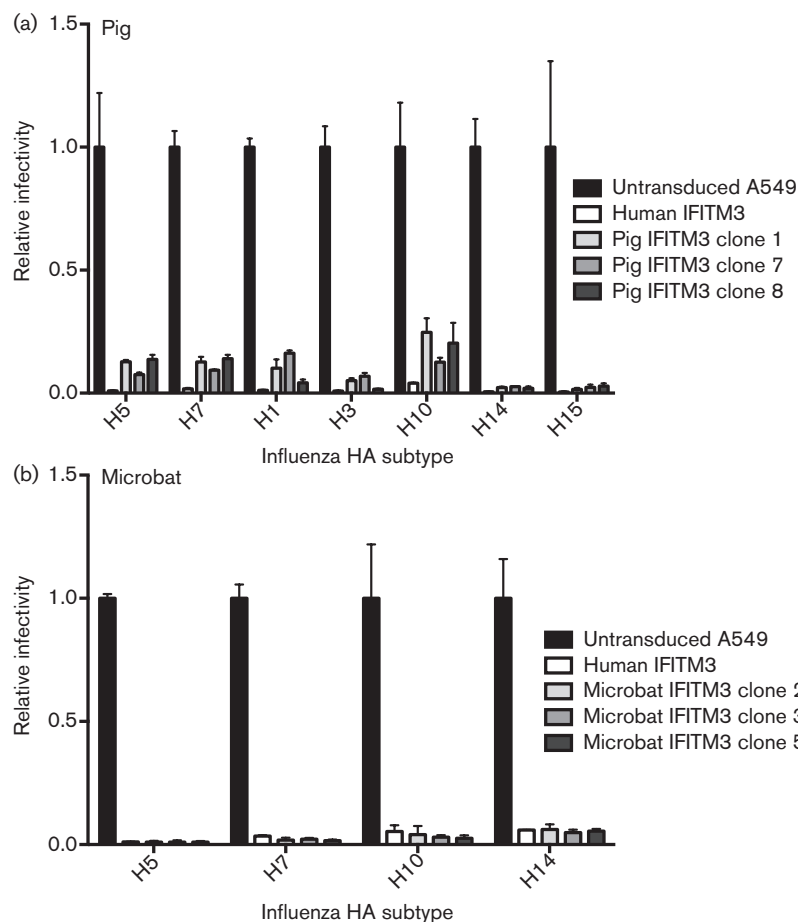 (a)
Pig
1.5
1.0
0.5
0.0
Relative infectivity
H5 H7 H1 H3 H10 H14 H15
Influenza HA subtype
Untransduced A549
Human IFITM3
Pig IFITM3 clone 1
Pig IFITM3 clone 7
Pig IFITM3 clone 8
(b)
Microbat
1.5
1.0
0.5
0.0
Relative infectivity
H5 H7 H10 H14
Influenza HA subtype
Untransduced A549
Human IFITM3
Microbat IFITM3 clone 2
Microbat IFITM3 clone 3
Microbat IFITM3 clone 5